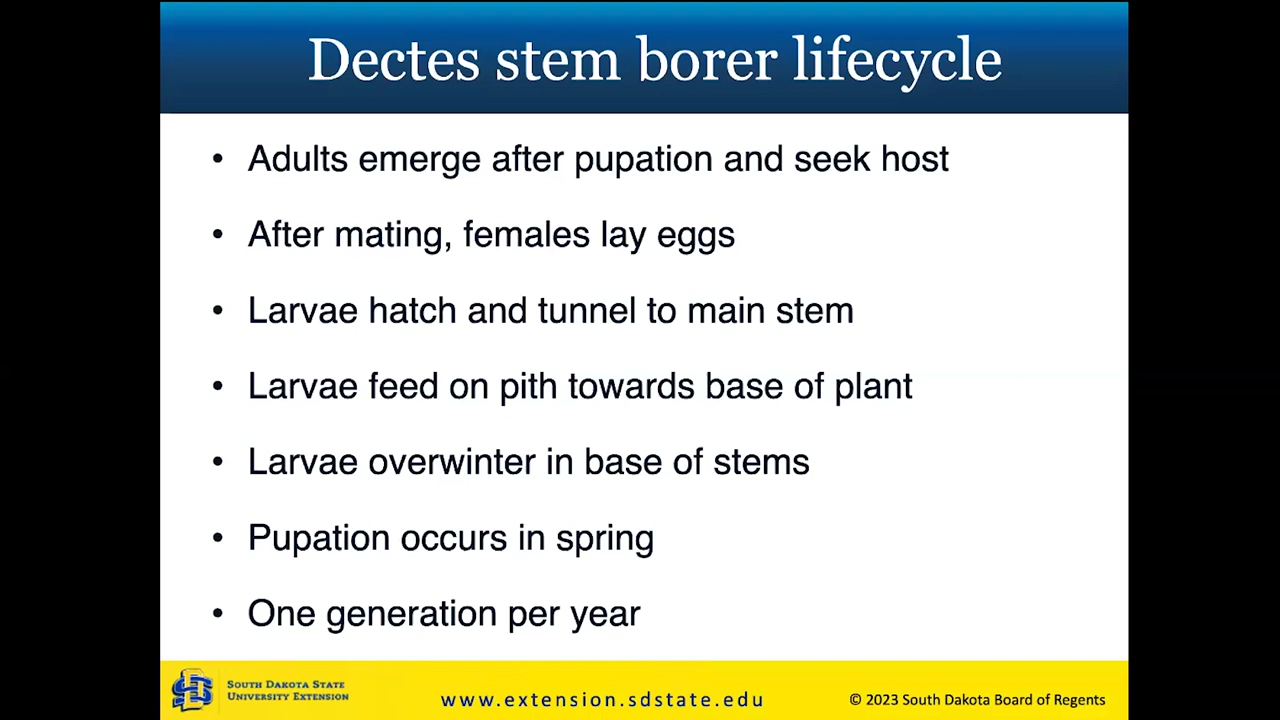 Dectes stem borer lifecycle
• Adults emerge after pupation and seek host
• After mating, females lay eggs
• Larvae hatch and tunnel to main stem
• Larvae feed on pith towards base of plant
• Larvae overwinter in base of stems
• Pupation occurs in spring
• One generation per year
SOUTH DAKOTA STATE
UNIVERSITY EXTENSION
www.extension.sdstate.edu
© 2023 South Dakota Board of Regents